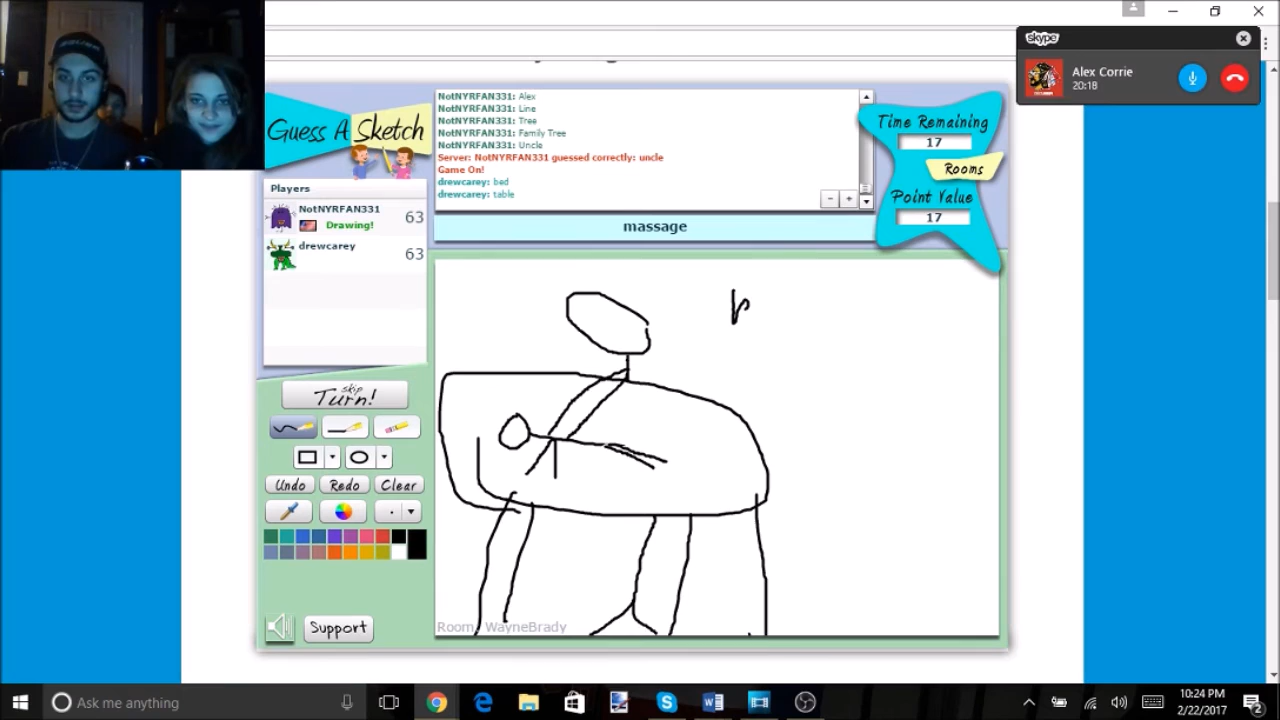 skype
Alex Corrie
20:18
Guess A Sketch
NotNYRFAN331: Alex
NotNYRFAN331: Line
NotNYRFAN331: Tree
NotNYRFAN331: Family Tree
NotNYRFAN331: Uncle
Server: NotNYRFAN331 guessed correctly: uncle
Game On!
drewcarey: bed
drewcarey: table
Time Remaining
17
Rooms
Point Value
17
Players
NotNYRFAN331 63
Drawing!
drewcarey 63
massage
skip
Turn!
Undo Redo Clear
Support
Room: WayneBrady
Ask me anything
10:24 PM
2/22/2017
2